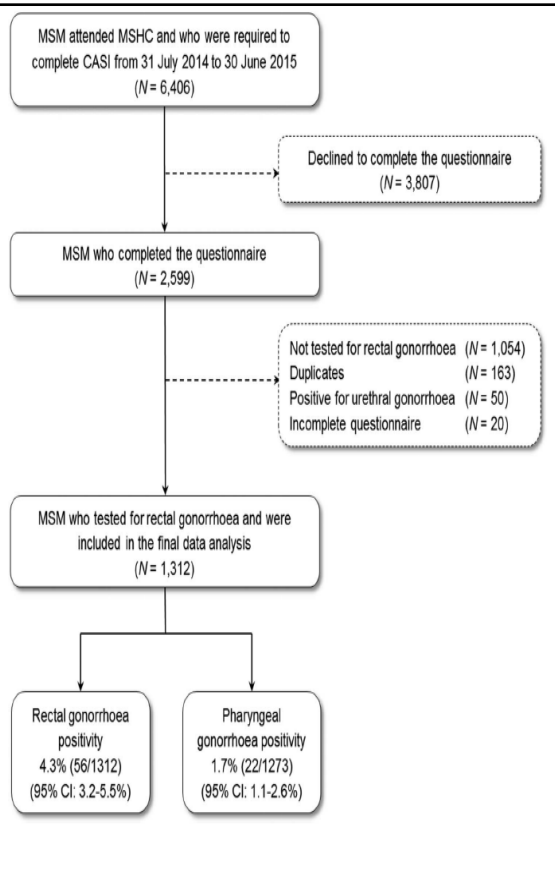 MSM attended MSHC and who were required to
complete CASI from 31 July 2014 to 30 June 2015
(N = 6,406)
Declined to complete the questionnaire
(N = 3,807)
MSM who completed the questionnaire
(N = 2,599)
Not tested for rectal gonorrhoea (N = 1,054)
Duplicates (N = 163)
Positive for urethral gonorrhoea (N = 50)
Incomplete questionnaire (N = 20)
MSM who tested for rectal gonorrhoea and were
included in the final data analysis
(N = 1,312)
Rectal gonorrhoea
positivity
4.3% (56/1312)
(95% CI: 3.2-5.5%)
Pharyngeal
gonorrhoea positivity
1.7% (22/1273)
(95% CI: 1.1-2.6%)